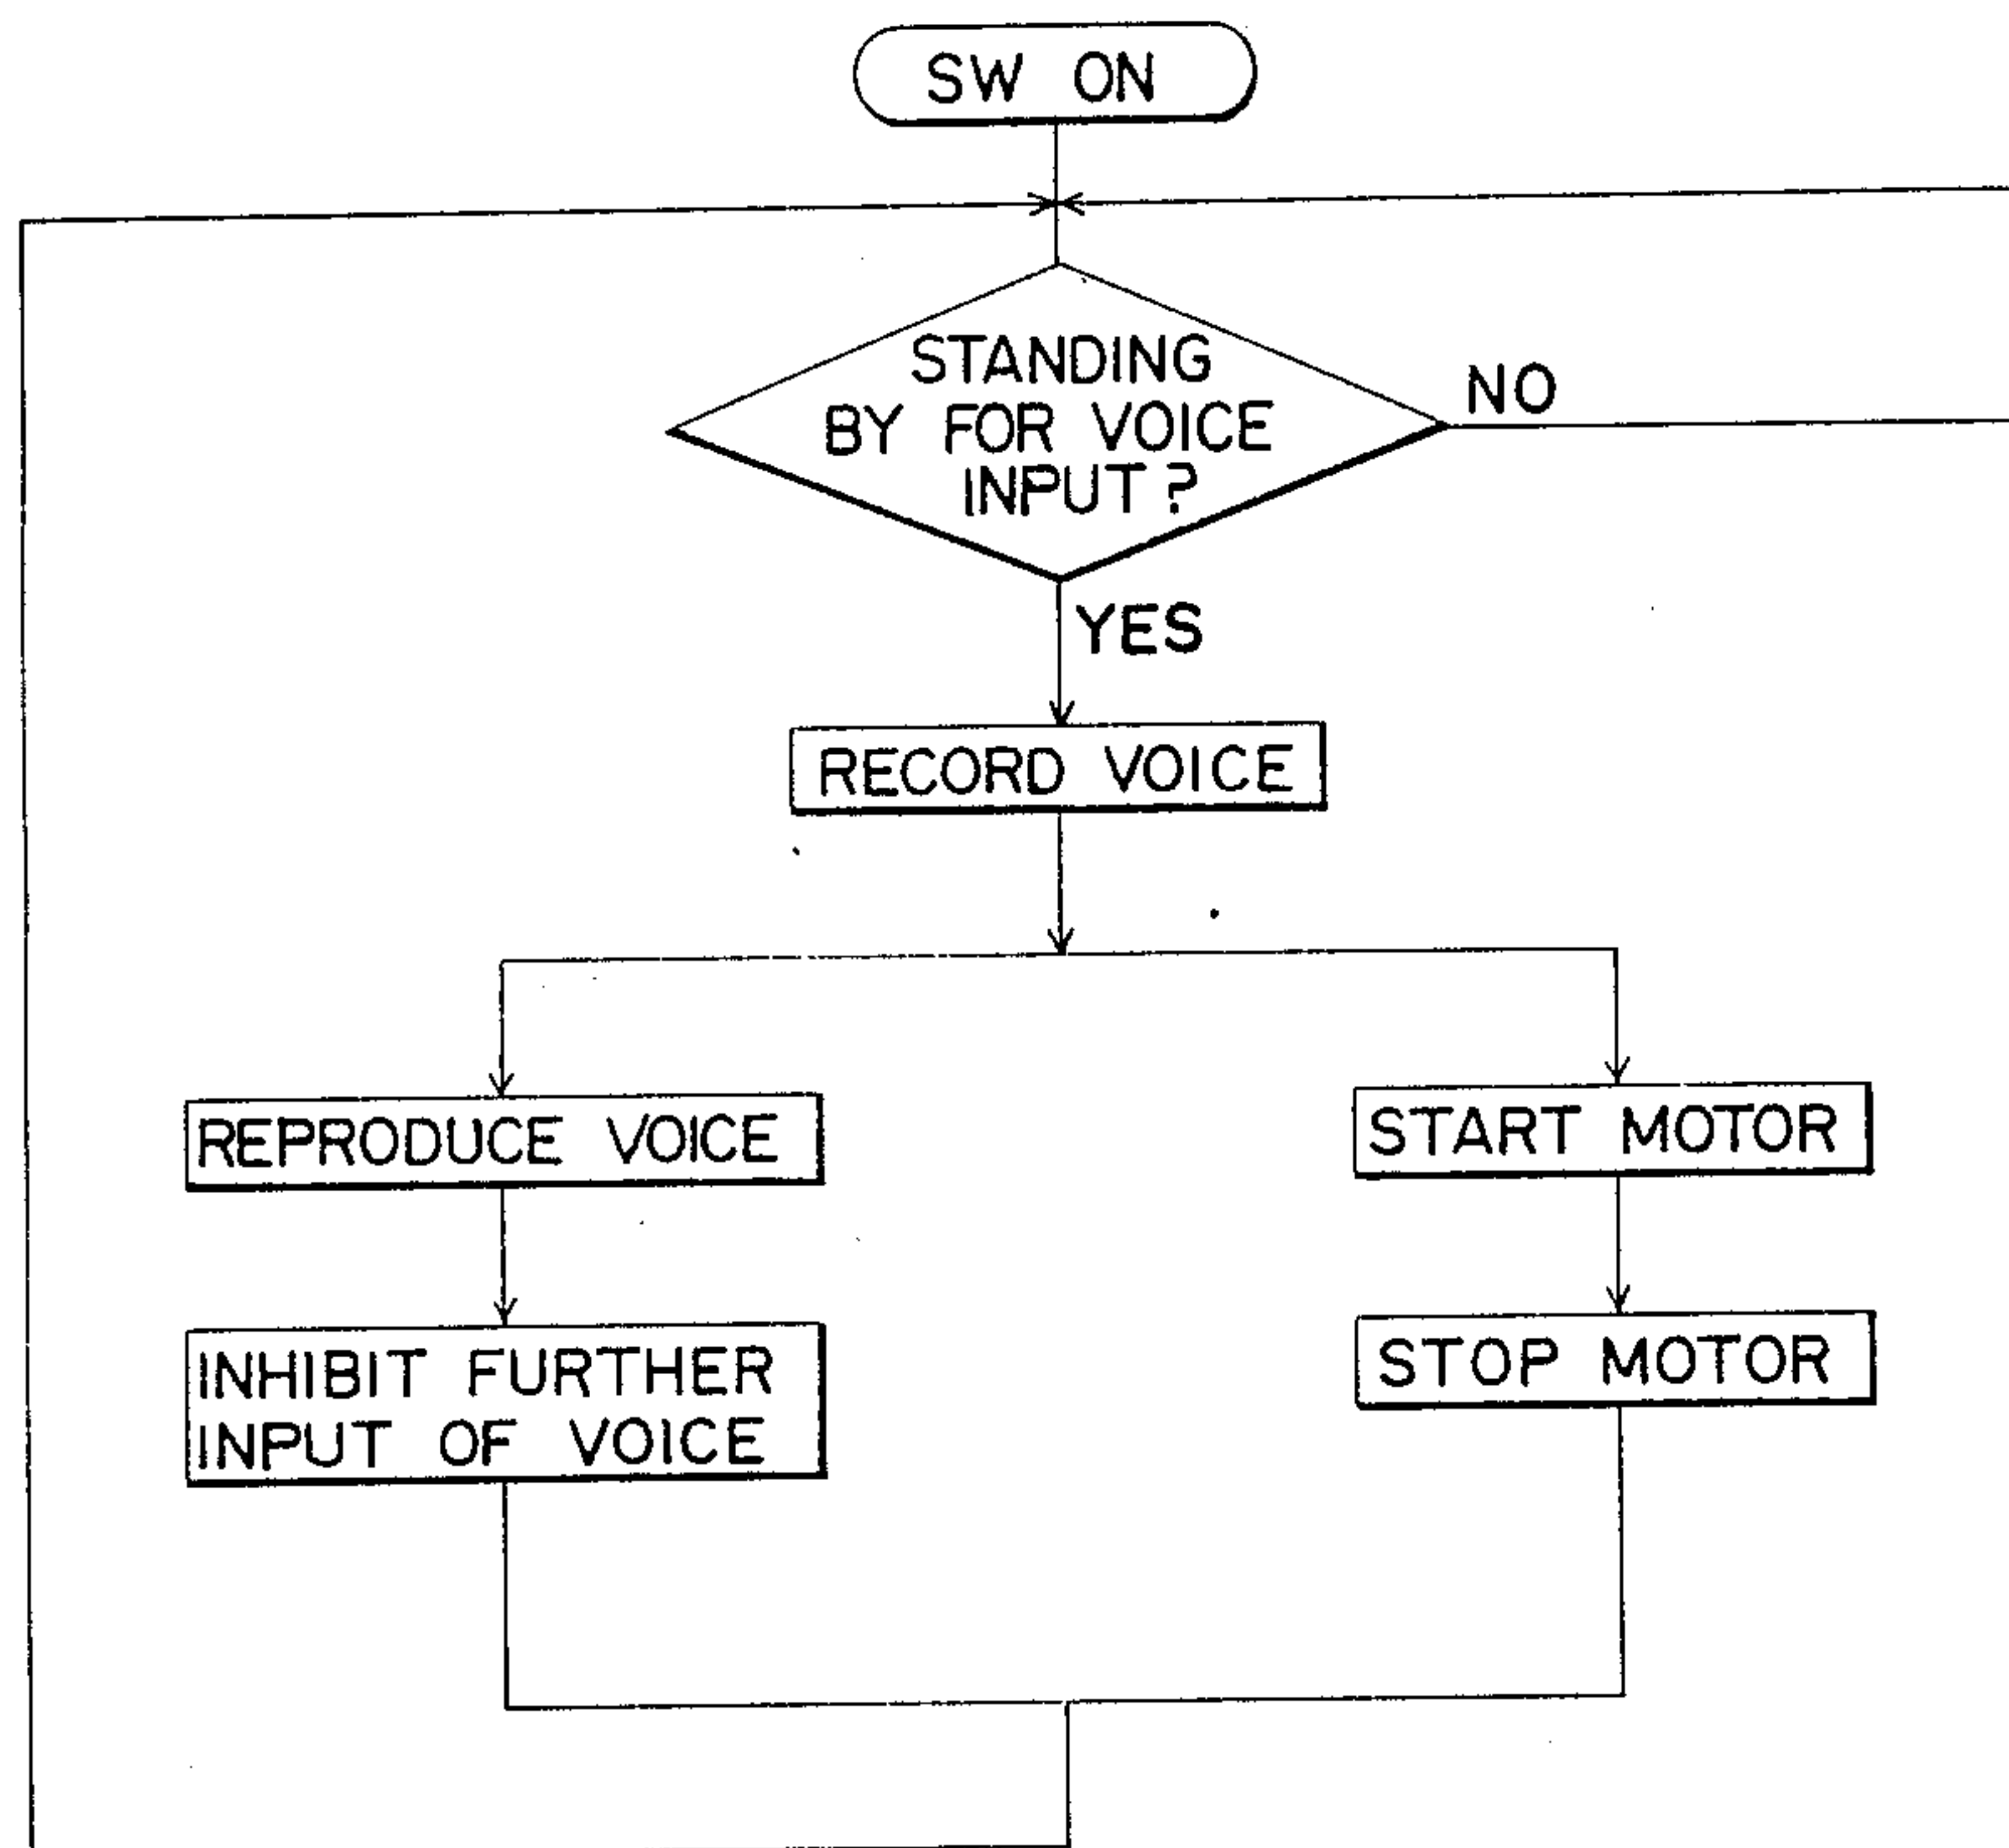 SW ON
STANDING
BY FOR VOICE
INPUT?
NO
YES
RECORD VOICE
REPRODUCE VOICE
START MOTOR
INHIBIT FURTHER
INPUT OF VOICE
STOP MOTOR